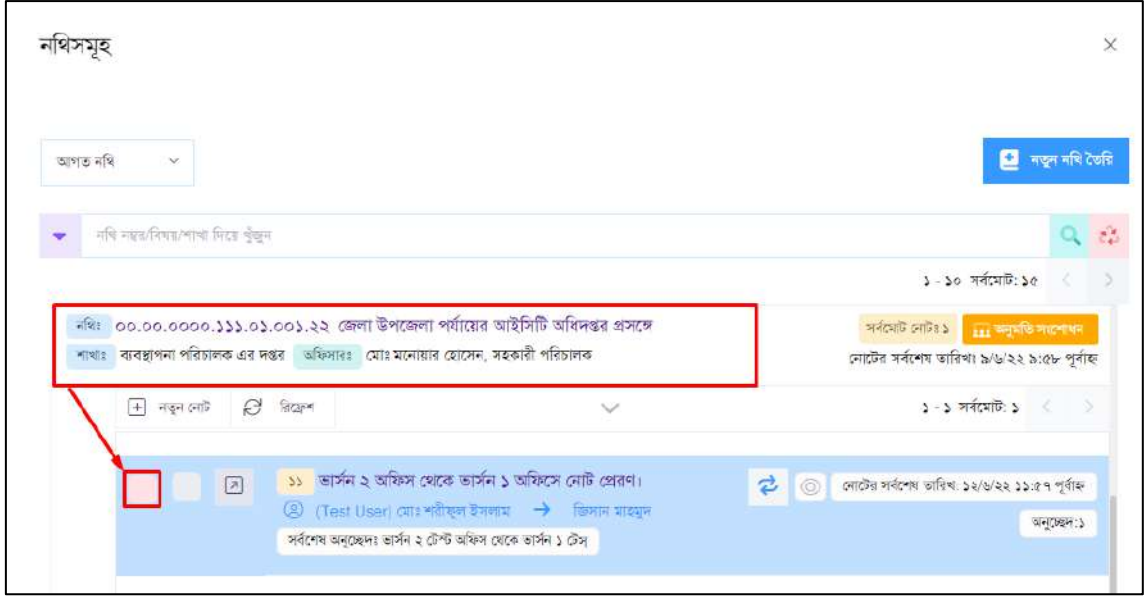 নথিসমূহ
আগত নথি
নতুন নথি তৈরি
নথি নম্বর/বিষয়/শাখা দিয়ে খুঁজুন
১ - ১০ সর্বমোট: ১৫
নথিঃ ০০.০০.০০০০.১১১.০১.০০১.২২ জেলা উপজেলা পর্যায়ের আইসিটি অধিদপ্তর প্রসঙ্গে সর্বমোট নোটঃ ১ অনুমতি সংশোধন
শাখাঃ ব্যবস্থাপনা পরিচালক এর দপ্তর অফিসারঃ মোঃ মনোয়ার হোসেন, সহকারী পরিচালক নোটের সর্বশেষ তারিখঃ ৯/৬/২২ ৯:৫৮ পূর্বাহ্ন
নতুন নোট রিফ্রেশ ১ - ১ সর্বমোট: ১
১১ ভার্সন ২ অফিস থেকে ভার্সন ১ অফিসে নোট প্রেরণ। নোটের সর্বশেষ তারিখ: ১২/৬/২২ ১১:৫৭ পূর্বাহ্ন
(Test User) মোঃ শরীফুল ইসলাম → জিসান মাহমুদ অনুচ্ছেদ:১
সর্বশেষ অনুচ্ছেদঃ ভার্সন ২ টেস্ট অফিস থেকে ভার্সন ১ টেস্